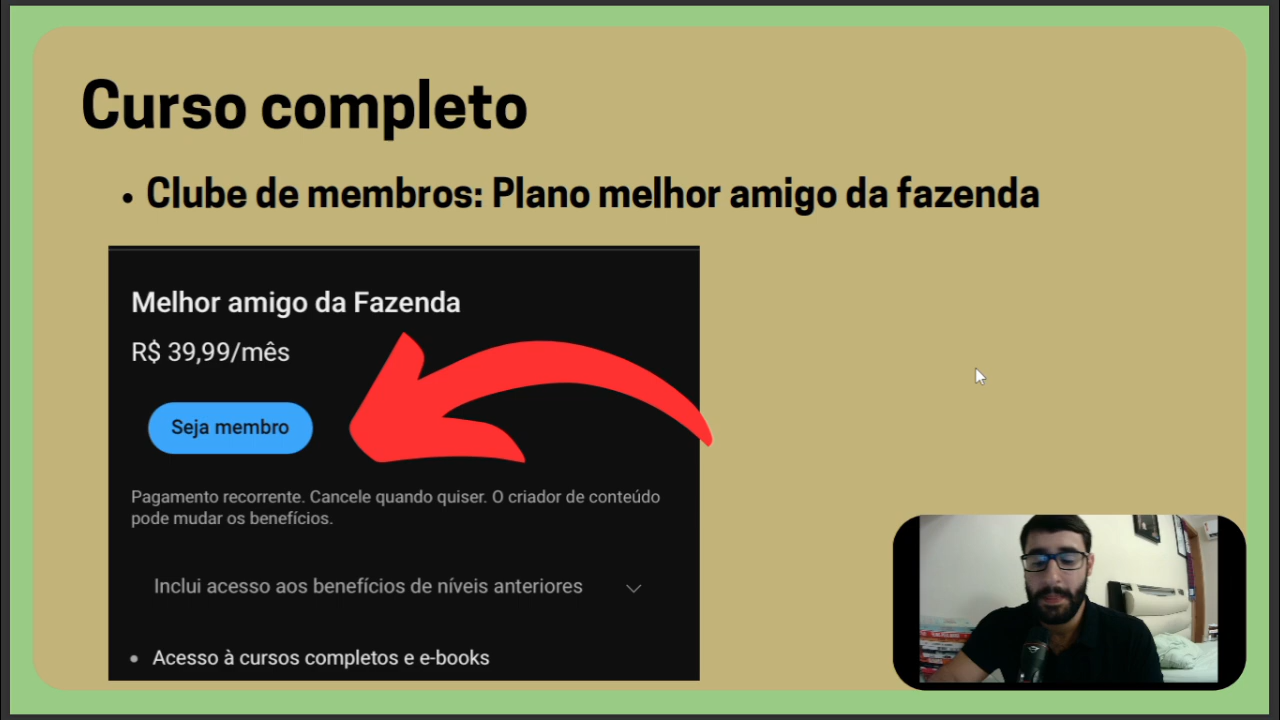 Curso completo
• Clube de membros: Plano melhor amigo da fazenda
Melhor amigo da Fazenda
R$ 39,99/mês
Seja membro
Pagamento recorrente. Cancele quando quiser. O criador de conteúdo
pode mudar os benefícios.
Inclui acesso aos benefícios de níveis anteriores
• Acesso à cursos completos e e-books